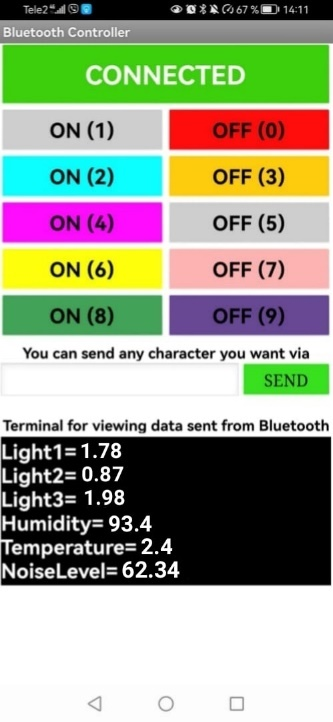 Tele2 67 % 14:11
Bluetooth Controller
CONNECTED
ON (1) OFF (0)
ON (2) OFF (3)
ON (4) OFF (5)
ON (6) OFF (7)
ON (8) OFF (9)
You can send any character you want via
SEND
Terminal for viewing data sent from Bluetooth
Light1= 1.78
Light2= 0.87
Light3= 1.98
Humidity= 93.4
Temperature= 2.4
NoiseLevel= 62.34